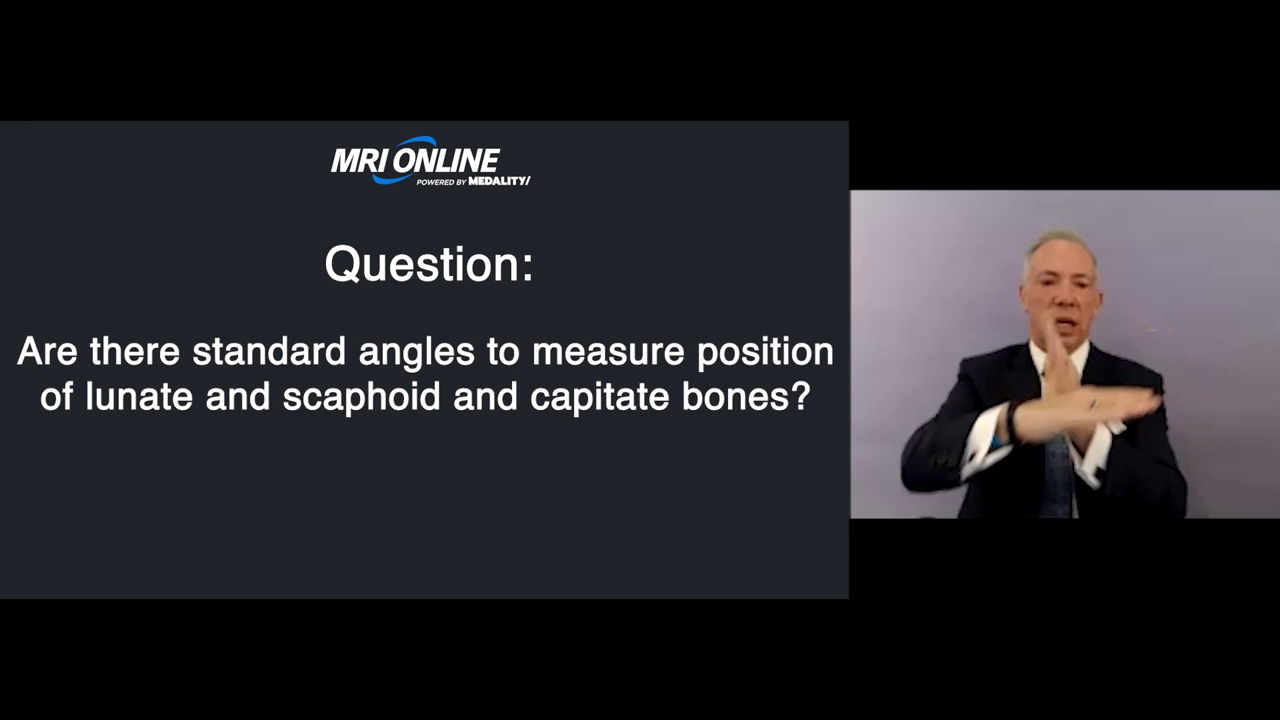 MRI ONLINE
POWERED BY MEDALITY/
Question:
Are there standard angles to measure position
of lunate and scaphoid and capitate bones?